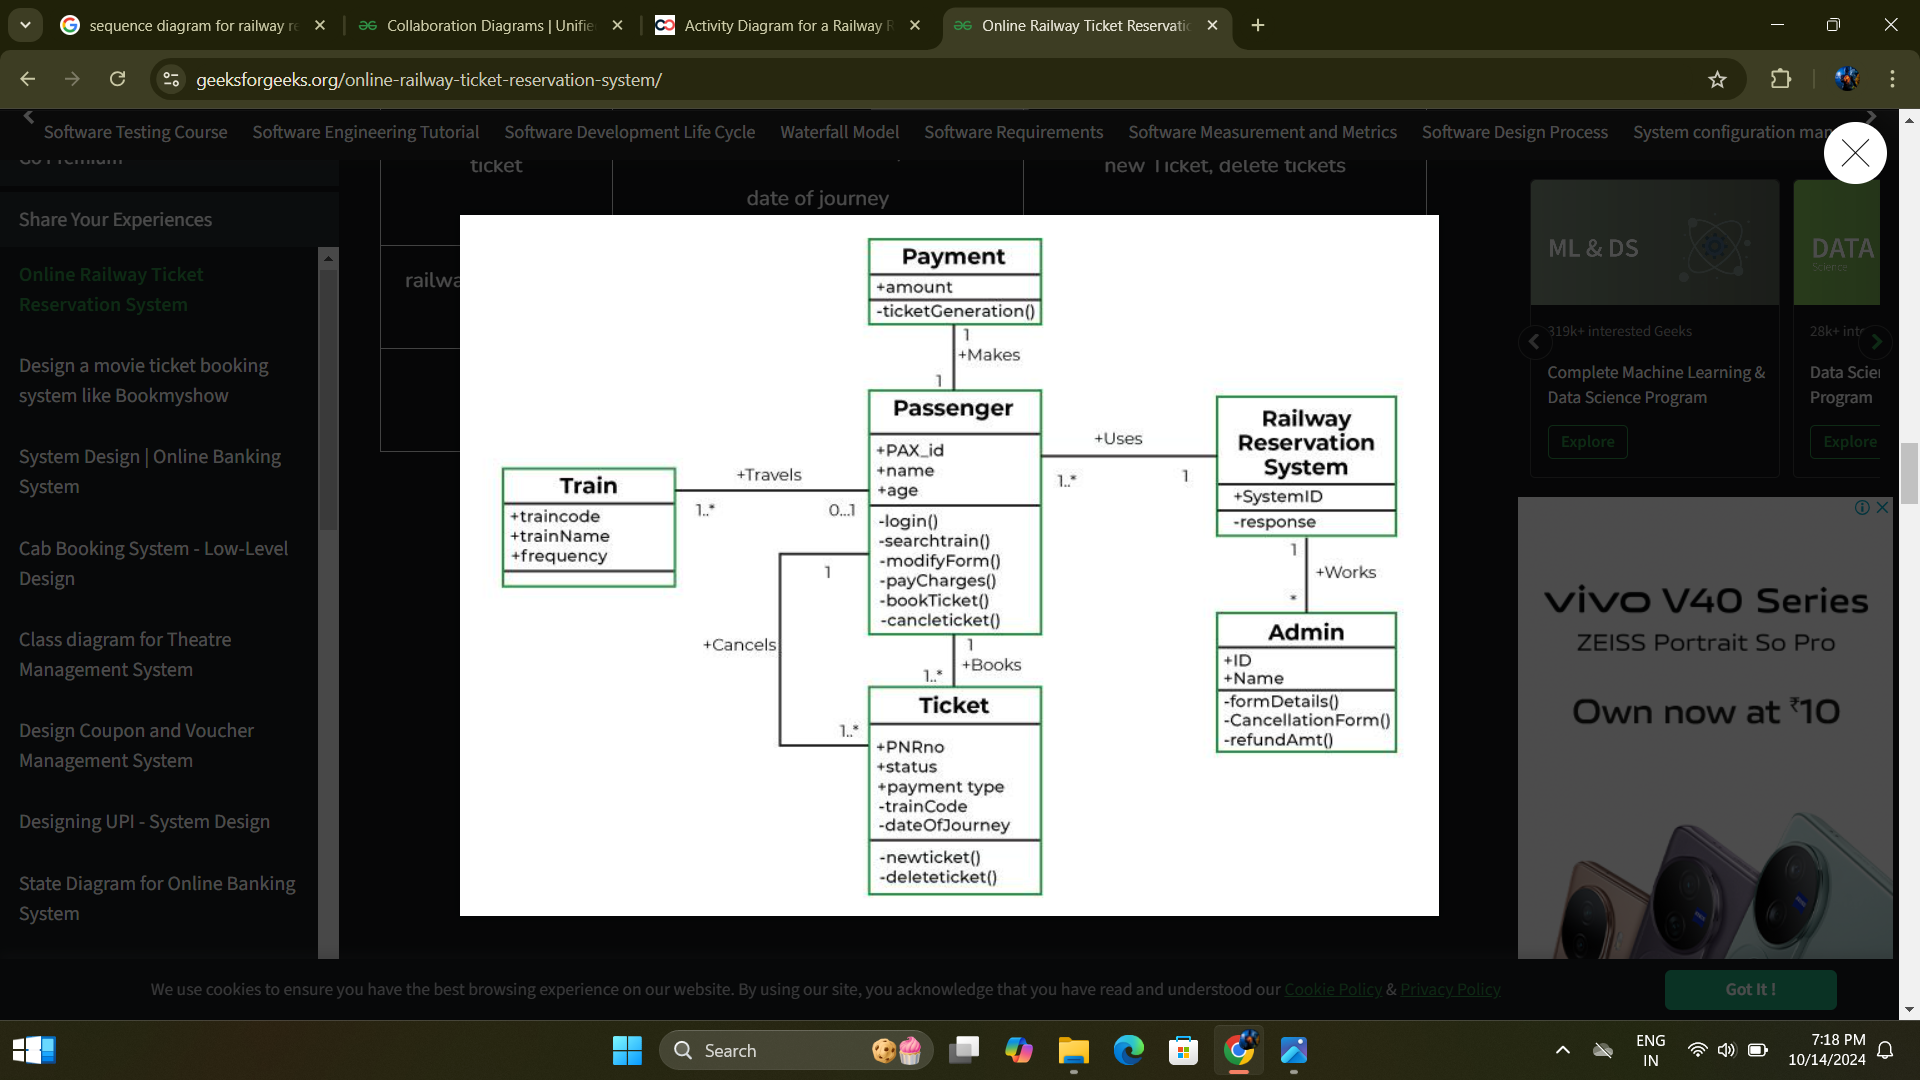 sequence diagram for railway re
Collaboration Diagrams | Unifie
Activity Diagram for a Railway R
Online Railway Ticket Reservatio
geeksforgeeks.org/online-railway-ticket-reservation-system/
Software Testing Course
Software Engineering Tutorial
Software Development Life Cycle
Waterfall Model
Software Requirements
Software Measurement and Metrics
Software Design Process
System configuration man
Go Premium
Share Your Experiences
Online Railway Ticket
Reservation System
Design a movie ticket booking
system like Bookmyshow
System Design | Online Banking
System
Cab Booking System - Low-Level
Design
Class diagram for Theatre
Management System
Design Coupon and Voucher
Management System
Designing UPI - System Design
State Diagram for Online Banking
System
ticket
date of journey
new Ticket, delete tickets
railwa
Payment
+amount
-ticketGeneration()
1
+Makes
1
Passenger
+PAX_id
+name
+age
-login()
-searchtrain()
-modifyForm()
-payCharges()
-bookTicket()
-cancleticket()
+Uses
1..*
1
Railway
Reservation
System
+SystemID
-response
1
+Works
*
Admin
+ID
+Name
-formDetails()
-CancellationForm()
-refundAmt()
Train
+traincode
+trainName
+frequency
+Travels
1..*
0...1
1
+Cancels
1..*
1
+Books
1..*
Ticket
+PNRno
+status
+payment type
-trainCode
-dateOfJourney
-newticket()
-deleteticket()
ML & DS
319k+ interested Geeks
Complete Machine Learning &
Data Science Program
Explore
DATA
Science
28k+ inte
Data Scien
Program
Explore
vivo V40 Series
ZEISS Portrait So Pro
Own now at ₹10
We use cookies to ensure you have the best browsing experience on our website. By using our site, you acknowledge that you have read and understood our Cookie Policy & Privacy Policy
Got It !
Search
ENG
IN
7:18 PM
10/14/2024